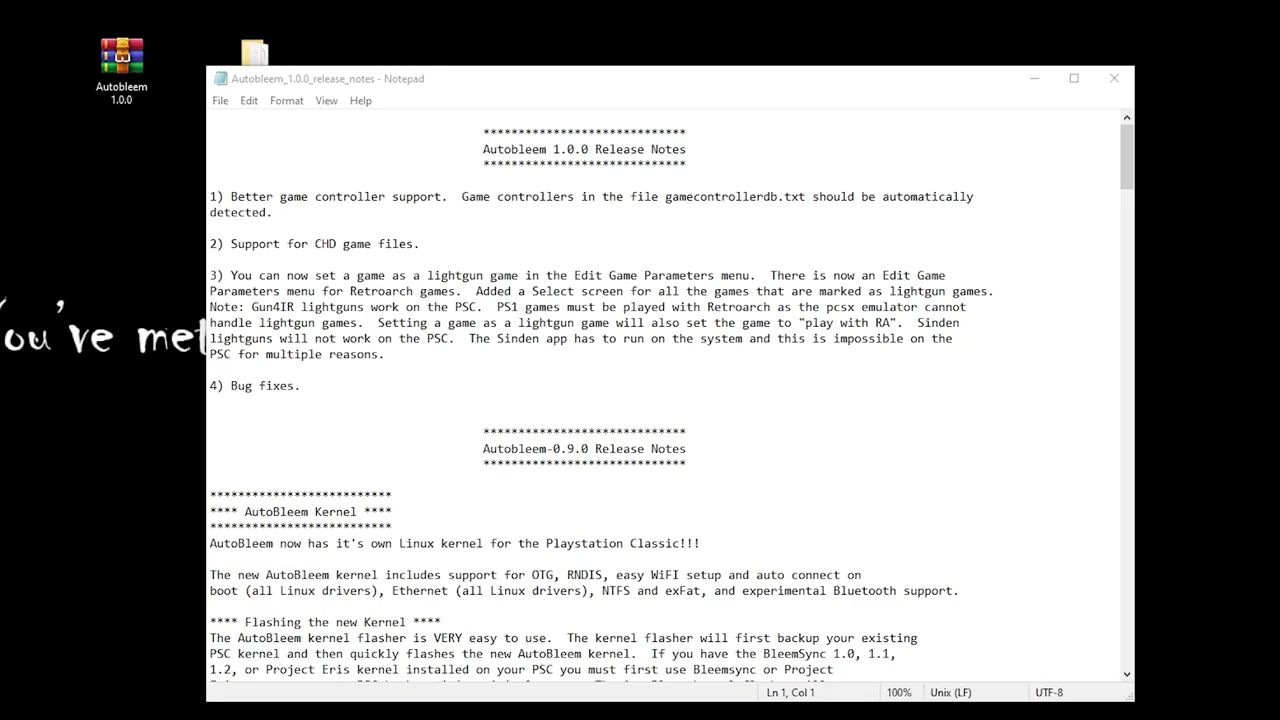 Autobleem
1.0.0
Autobleem_1.0.0_release_notes - Notepad
File Edit Format View Help
*****************************
Autobleem 1.0.0 Release Notes
*****************************
1) Better game controller support.  Game controllers in the file gamecontrollerdb.txt should be automatically
detected.
2) Support for CHD game files.
3) You can now set a game as a lightgun game in the Edit Game Parameters menu.  There is now an Edit Game
Parameters menu for Retroarch games.  Added a Select screen for all the games that are marked as lightgun games.
Note: Gun4IR lightguns work on the PSC.  PS1 games must be played with Retroarch as the pcsx emulator cannot
handle lightgun games.  Setting a game as a lightgun game will also set the game to "play with RA".  Sinden
lightguns will not work on the PSC.  The Sinden app has to run on the system and this is impossible on the
PSC for multiple reasons.
4) Bug fixes.
*****************************
Autobleem-0.9.0 Release Notes
*****************************
**************************
**** AutoBleem Kernel ****
**************************
AutoBleem now has it's own Linux kernel for the Playstation Classic!!!
The new AutoBleem kernel includes support for OTG, RNDIS, easy WiFI setup and auto connect on
boot (all Linux drivers), Ethernet (all Linux drivers), NTFS and exFat, and experimental Bluetooth support.
**** Flashing the new Kernel ****
The AutoBleem kernel flasher is VERY easy to use.  The kernel flasher will first backup your existing
PSC kernel and then quickly flashes the new AutoBleem kernel.  If you have the BleemSync 1.0, 1.1,
1.2, or Project Eris kernel installed on your PSC you must first use Bleemsync or Project
You've met
Ln 1, Col 1 100% Unix (LF) UTF-8